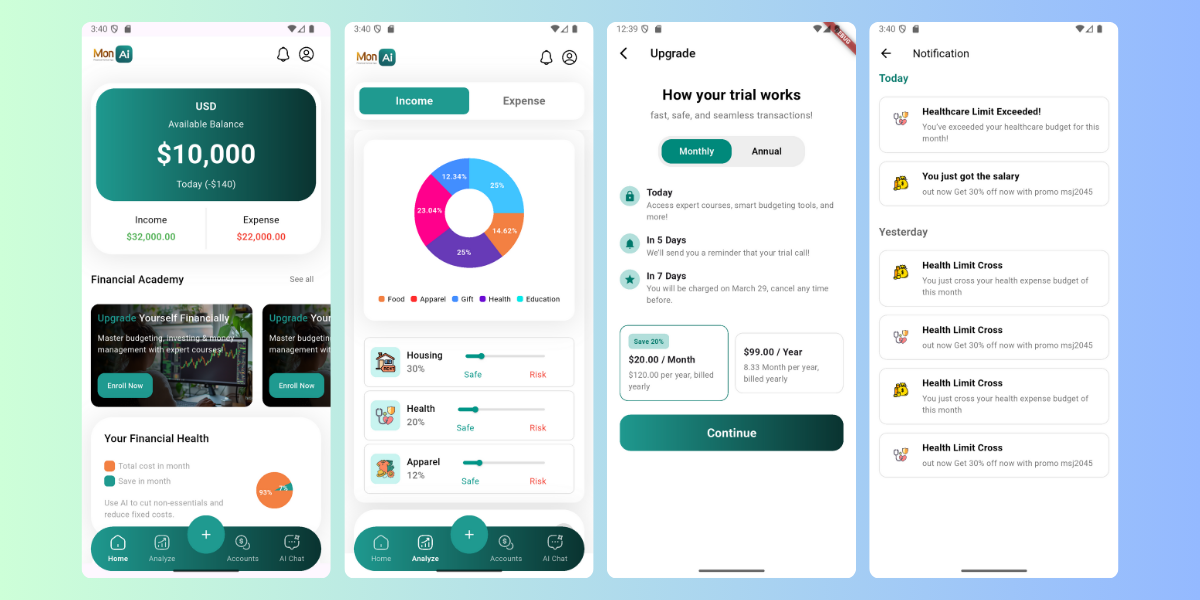 3:40
Mon Ai
USD
Available Balance
$10,000
Today (-$140)
Income
Expense
$32,000.00
$22,000.00
Financial Academy
See all
Upgrade Yourself Financially
Master budgeting, investing & money
management with expert courses
Enroll Now
Upgrade Your
Master budgeting
management wit
Enroll Now
Your Financial Health
Total cost in month
Save in month
Use AI to cut non-essentials and
reduce fixed costs.
93%
7%
Home
Analyze
+
Accounts
AI Chat
3:40
Mon Ai
Income
Expense
12.34%
25%
23.04%
14.62%
25%
Food
Apparel
Gift
Health
Education
Housing
30%
Safe
Risk
Health
20%
Safe
Risk
Apparel
12%
Safe
Risk
Home
Analyze
+
Accounts
AI Chat
12:39
Upgrade
How your trial works
fast, safe, and seamless transactions!
Monthly
Annual
Today
Access expert courses, smart budgeting tools, and
more!
In 5 Days
We'll send you a reminder that your trial call!
In 7 Days
You will be charged on March 29, cancel any time
before.
Save 20%
$20.00 / Month
$120.00 per year, billed
yearly
$99.00 / Year
8.33 Month per year,
billed yearly
Continue
3:40
Notification
Today
Healthcare Limit Exceeded!
You've exceeded your healthcare budget for this
month!
You just got the salary
out now Get 30% off now with promo msj2045
Yesterday
Health Limit Cross
You just cross your health expense budget of
this month
Health Limit Cross
out now Get 30% off now with promo msj2045
Health Limit Cross
You just cross your health expense budget of
this month
Health Limit Cross
out now Get 30% off now with promo msj2045